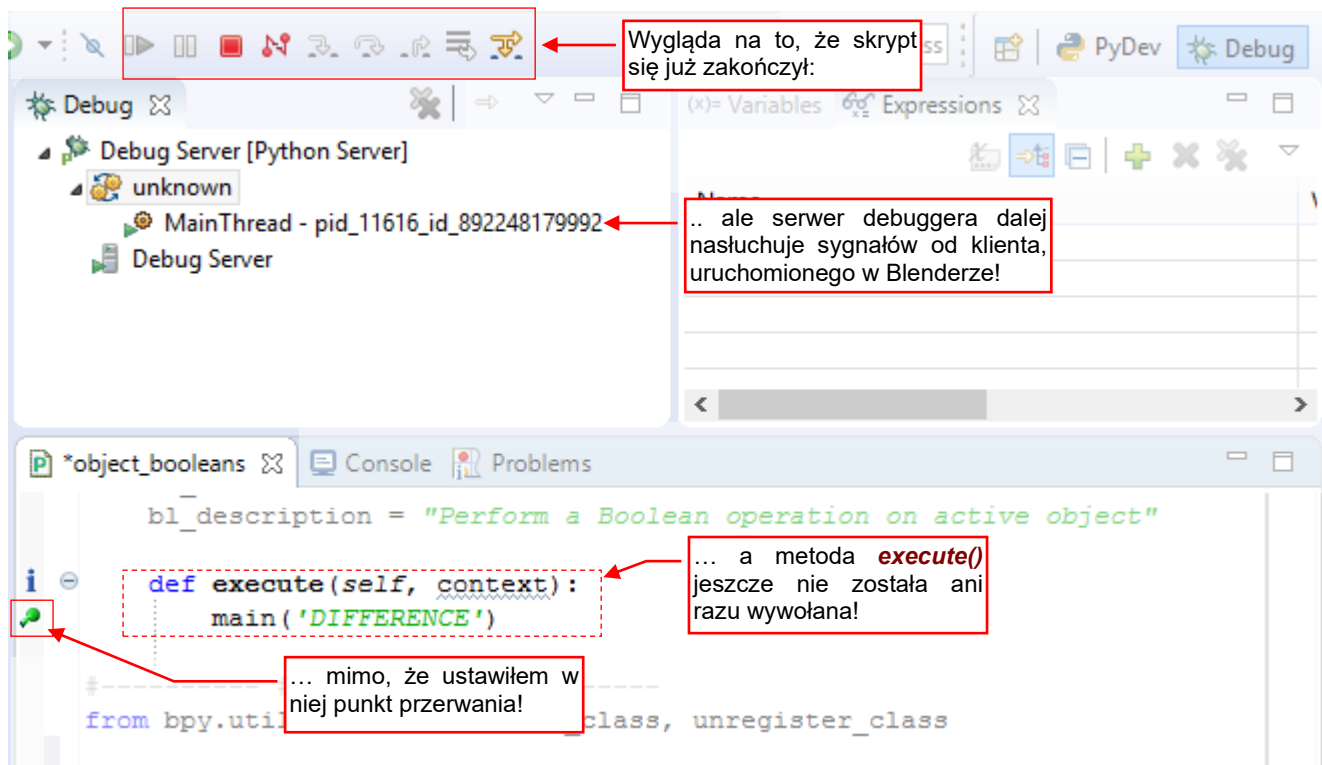 Wygląda na to, że skrypt
się już zakończył:
ss
PyDev
Debug
Debug
(x)= Variables
Expressions
Debug Server [Python Server]
unknown
MainThread - pid_11616_id_892248179992
Debug Server
.. ale serwer debuggera dalej
nasłuchuje sygnałów od klienta,
uruchomionego w Blenderze!
*object_booleans
Console
Problems
bl_description = "Perform a Boolean operation on active object"
def execute(self, context):
main('DIFFERENCE')
… a metoda execute()
jeszcze nie została ani
razu wywołana!
… mimo, że ustawiłem w
niej punkt przerwania!
#----------
from bpy.util
class, unregister_class